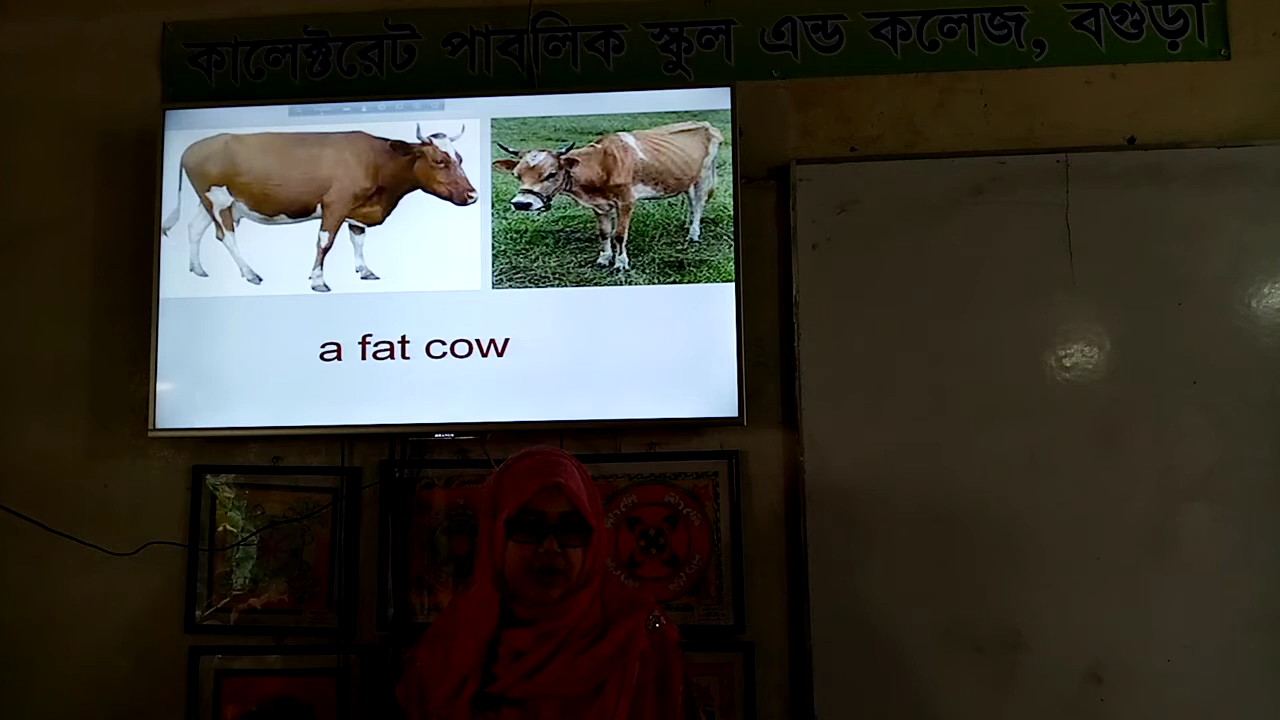 কালেক্টরেট পাবলিক স্কুল এন্ড কলেজ, বগুড়া
a fat cow